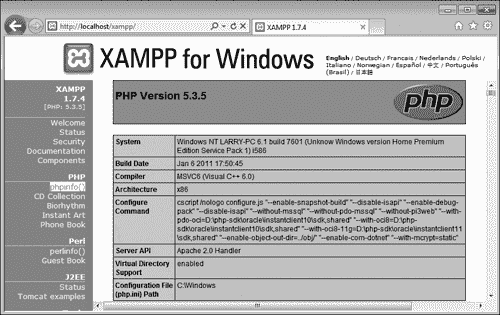 http://localhost/xampp/
XAMPP 1.7.4
XAMPP for Windows
English / Deutsch / Francais / Nederlands / Polski /
Italiano / Norwegian / Español / 中文 / Português
(Brasil) / 日本語
XAMPP
1.7.4
[PHP: 5.3.5]
Welcome
Status
Security
Documentation
Components
PHP
phpinfo()
CD Collection
Biorhythm
Instant Art
Phone Book
Perl
perlinfo()
Guest Book
J2EE
Status
Tomcat examples
PHP Version 5.3.5
php
System Windows NT LARRY-PC 6.1 build 7601 (Unknow Windows version Home Premium
Edition Service Pack 1) i586
Build Date Jan 6 2011 17:50:45
Compiler MSVC6 (Visual C++ 6.0)
Architecture x86
Configure
Command
cscript /nologo configure.js "--enable-snapshot-build" "--disable-isapi" "--enable-debug-
pack" "--disable-isapi" "--without-mssql" "--without-pdo-mssql" "--without-pi3web" "--with-
pdo-oci=D:\php-sdk\oracle\instantclient10\sdk,shared" "--with-oci8=D:\php-
sdk\oracle\instantclient10\sdk,shared" "--with-oci8-11g=D:\php-sdk\oracle\instantclient11
\sdk,shared" "--enable-object-out-dir=../obj/" "--enable-com-dotnet" "--with-mcrypt=static"
Server API Apache 2.0 Handler
Virtual Directory
Support
enabled
Configuration File
(php.ini) Path
C:\Windows